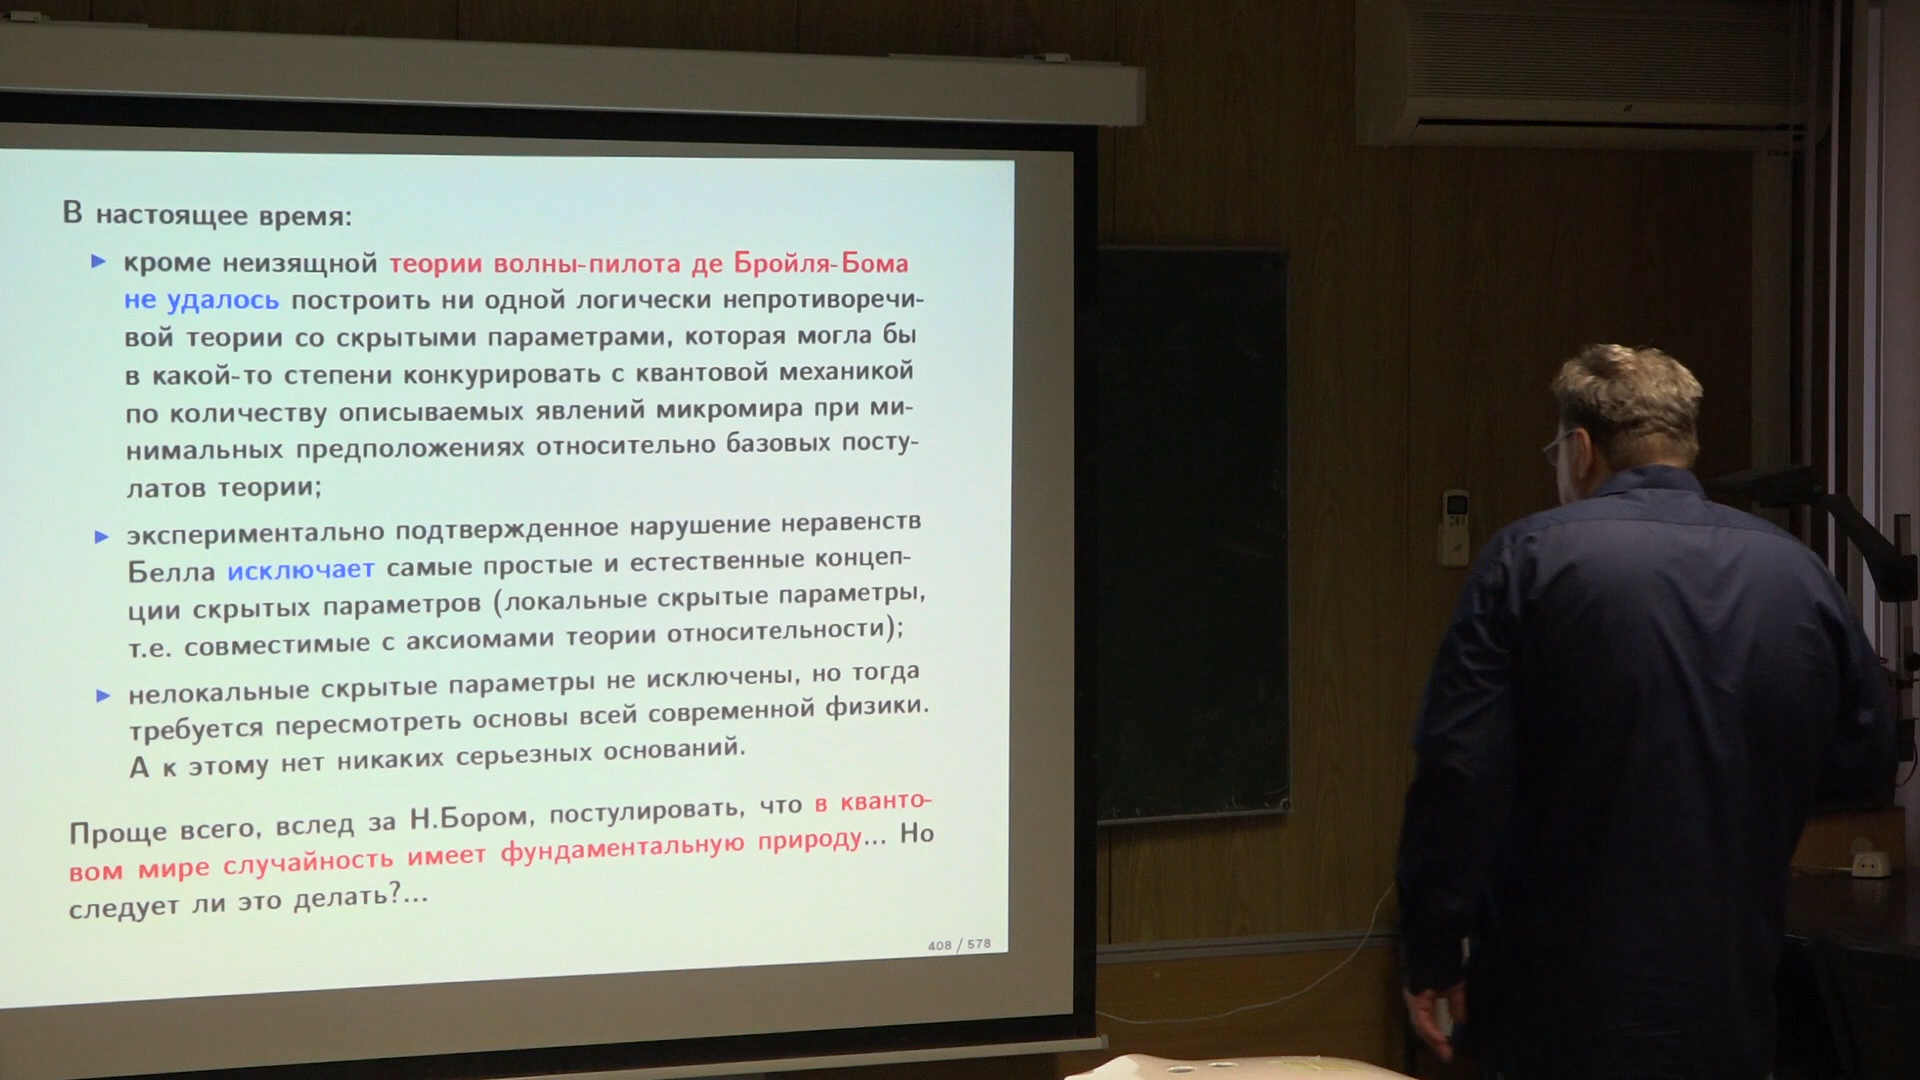 В настоящее время:
▶ кроме неизящной теории волны-пилота де Бройля-Бома
не удалось построить ни одной логически непротиворечи-
вой теории со скрытыми параметрами, которая могла бы
в какой-то степени конкурировать с квантовой механикой
по количеству описываемых явлений микромира при ми-
нимальных предположениях относительно базовых посту-
латов теории;
▶ экспериментально подтвержденное нарушение неравенств
Белла исключает самые простые и естественные концеп-
ции скрытых параметров (локальные скрытые параметры,
т.е. совместимые с аксиомами теории относительности);
▶ нелокальные скрытые параметры не исключены, но тогда
требуется пересмотреть основы всей современной физики.
А к этому нет никаких серьезных оснований.
Проще всего, вслед за Н.Бором, постулировать, что в кванто-
вом мире случайность имеет фундаментальную природу... Но
следует ли это делать?...
408 / 578